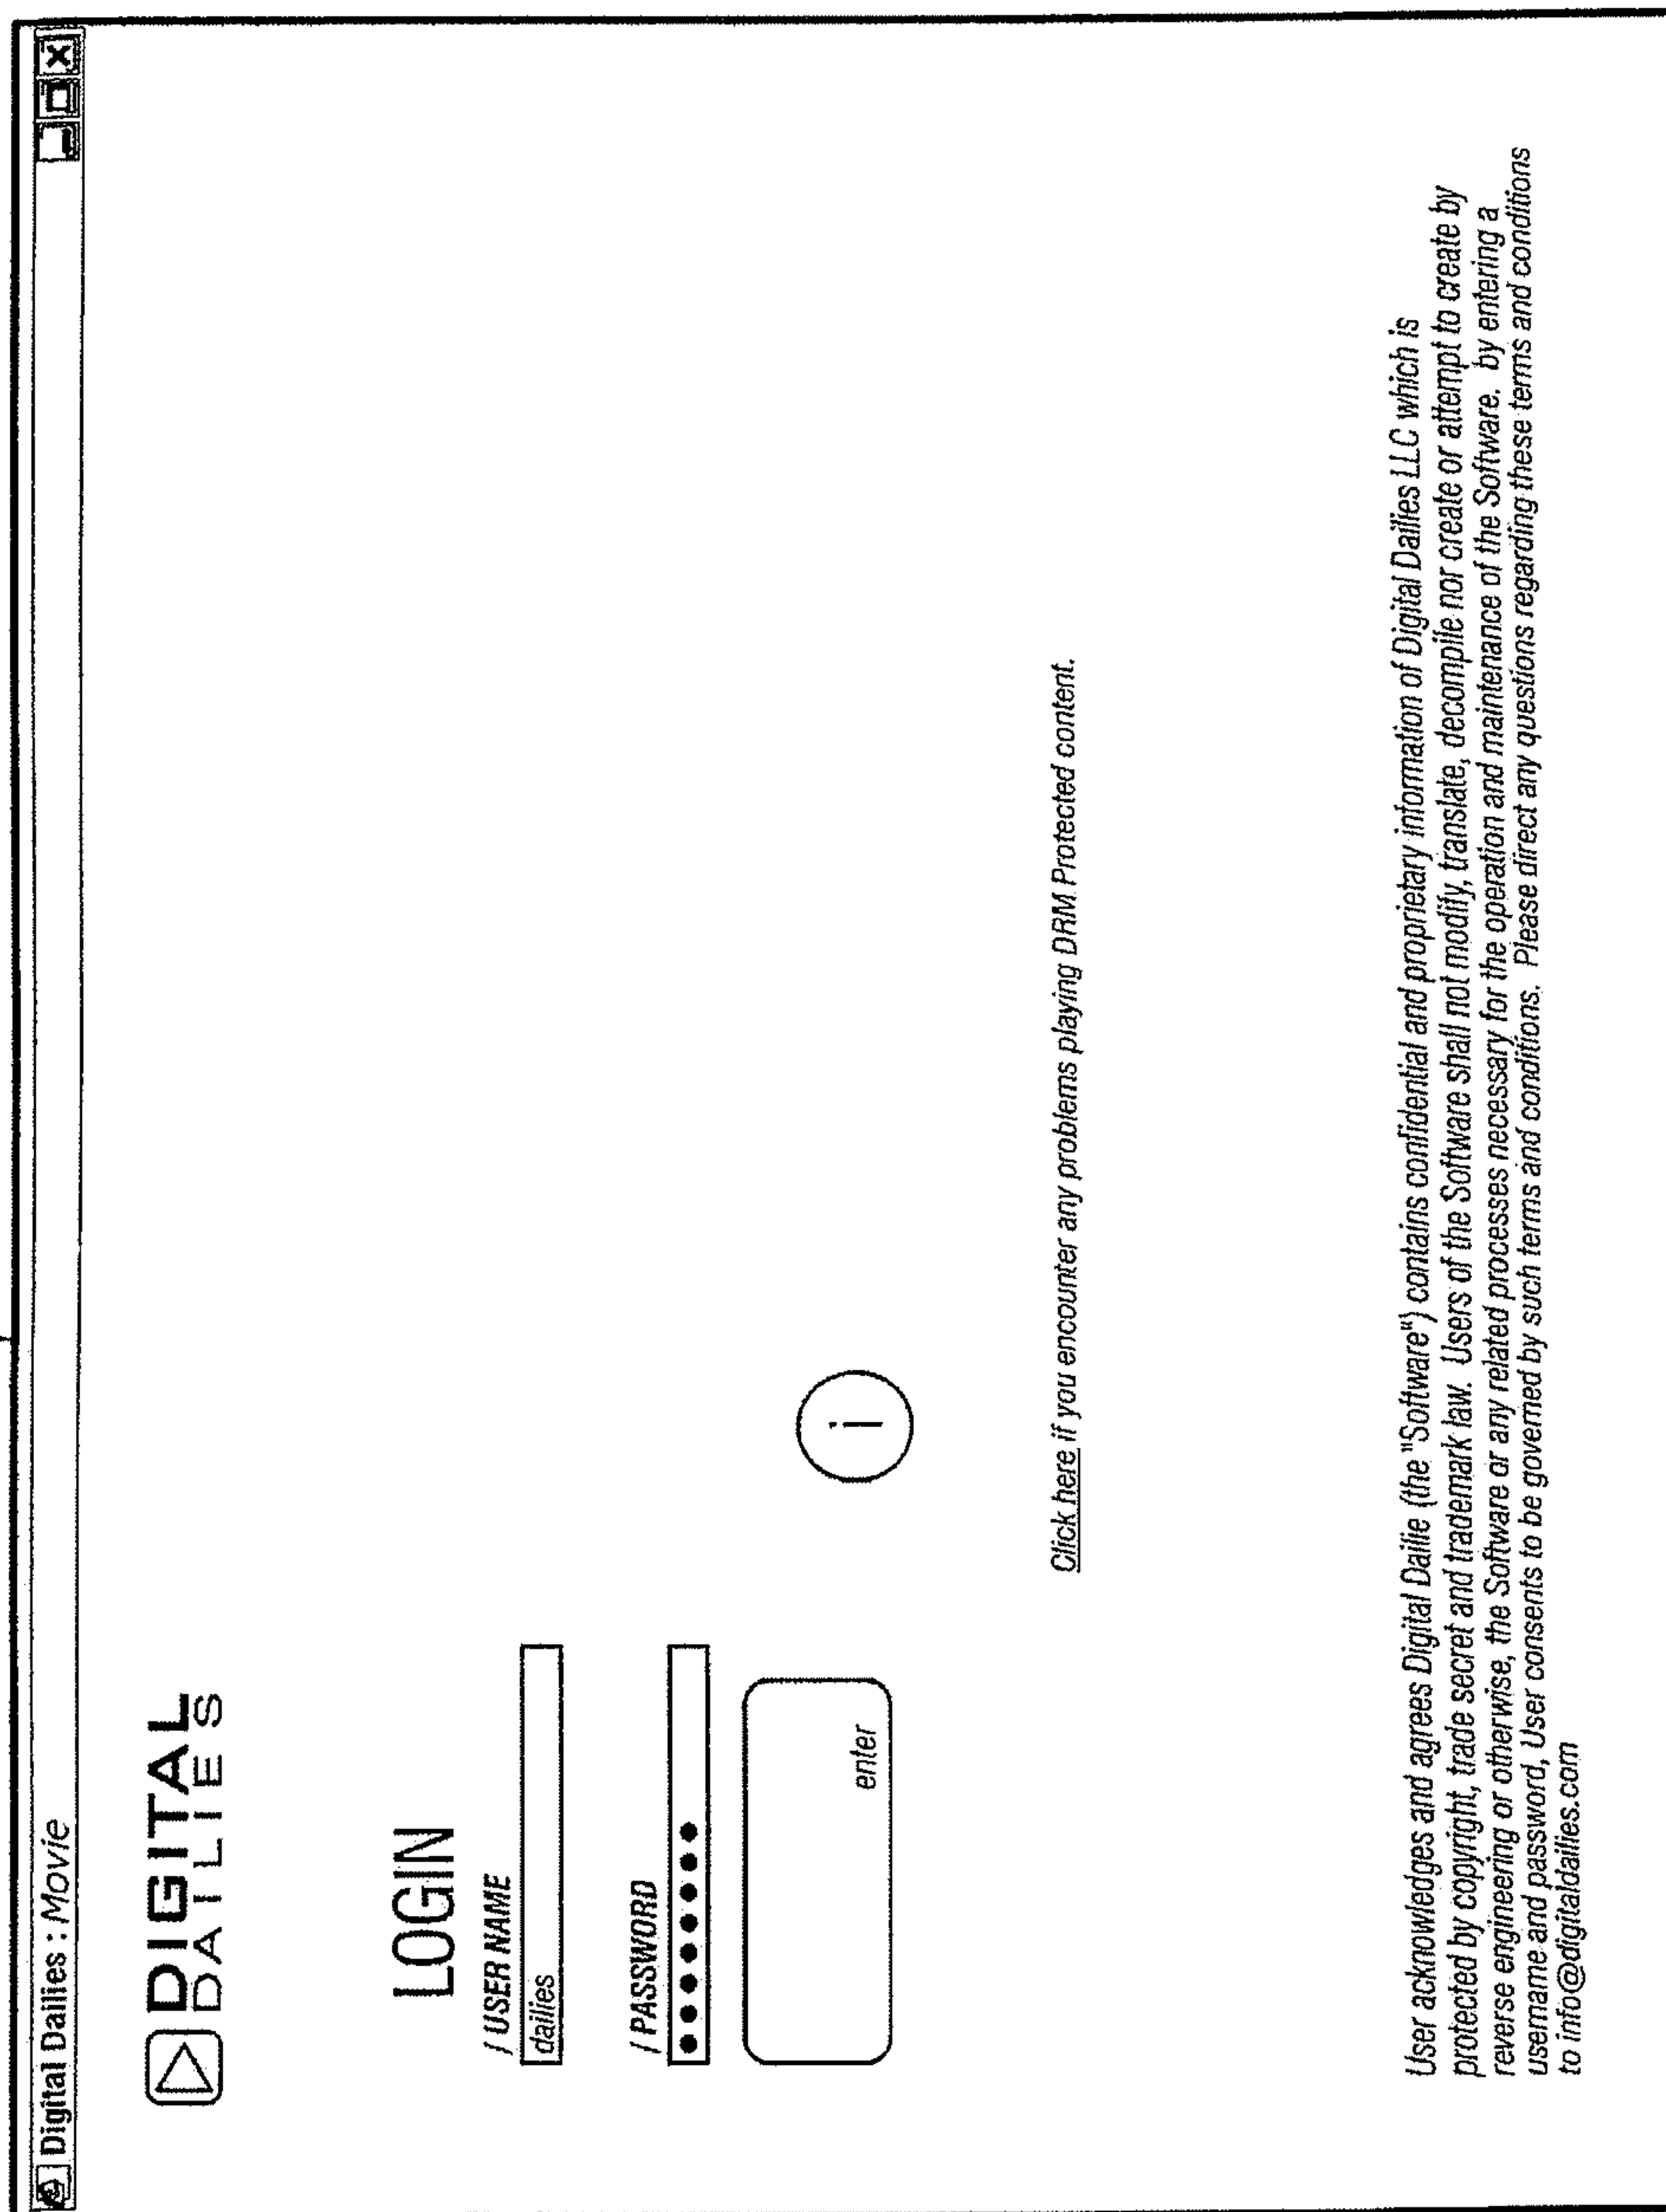 Digital Dailies : Movie
DIGITAL
DAILIES
LOGIN
/ USER NAME
dailies
/ PASSWORD
●●●●●●●●
enter
i
Click here if you encounter any problems playing DRM Protected content.
User acknowledges and agrees Digital Dailie (the "Software") contains confidential and proprietary information of Digital Dailies LLC which is
protected by copyright, trade secret and trademark law. Users of the Software shall not modify, translate, decompile nor create or attempt to create by
reverse engineering or otherwise, the Software or any related processes necessary for the operation and maintenance of the Software. by entering a
username and password, User consents to be governed by such terms and conditions. Please direct any questions regarding these terms and conditions
to info@digitaldailies.com